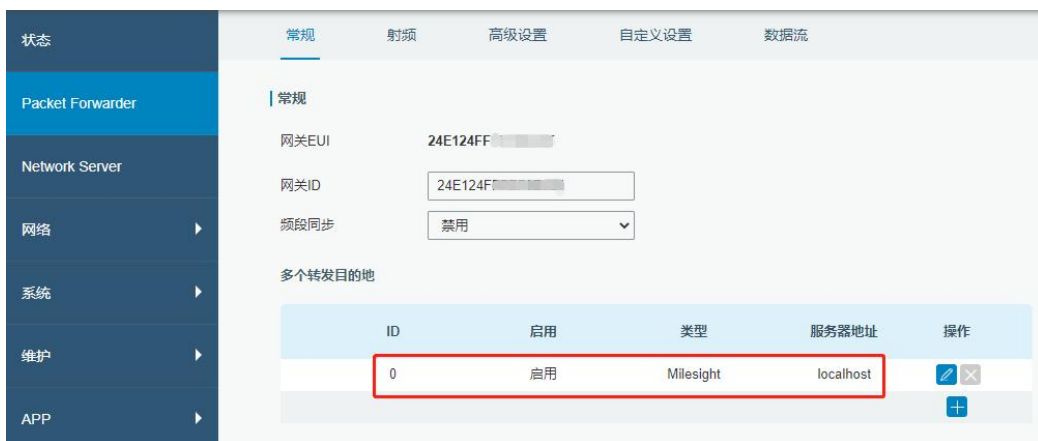 状态
Packet Forwarder
Network Server
网络
系统
维护
APP
常规 射频 高级设置 自定义设置 数据流
常规
网关EUI 24E124FF
网关ID 24E124F
频段同步 禁用
多个转发目的地
ID 启用 类型 服务器地址 操作
0 启用 Milesight localhost